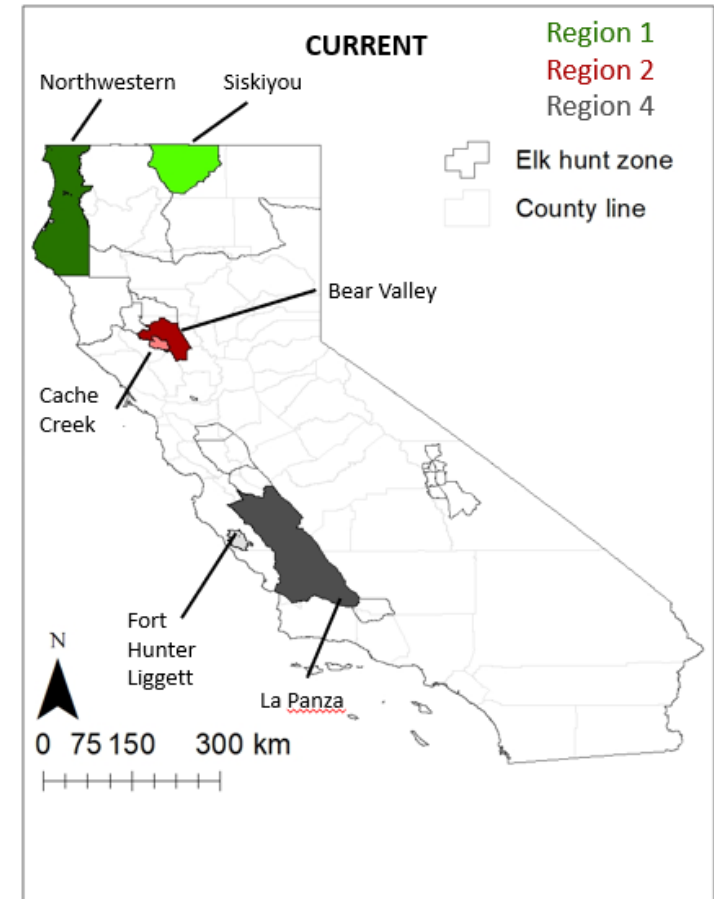 CURRENT
Region 1
Region 2
Region 4
Northwestern
Siskiyou
Elk hunt zone
County line
Bear Valley
Cache
Creek
Fort
Hunter
Liggett
La Panza
N
0 75 150 300 km